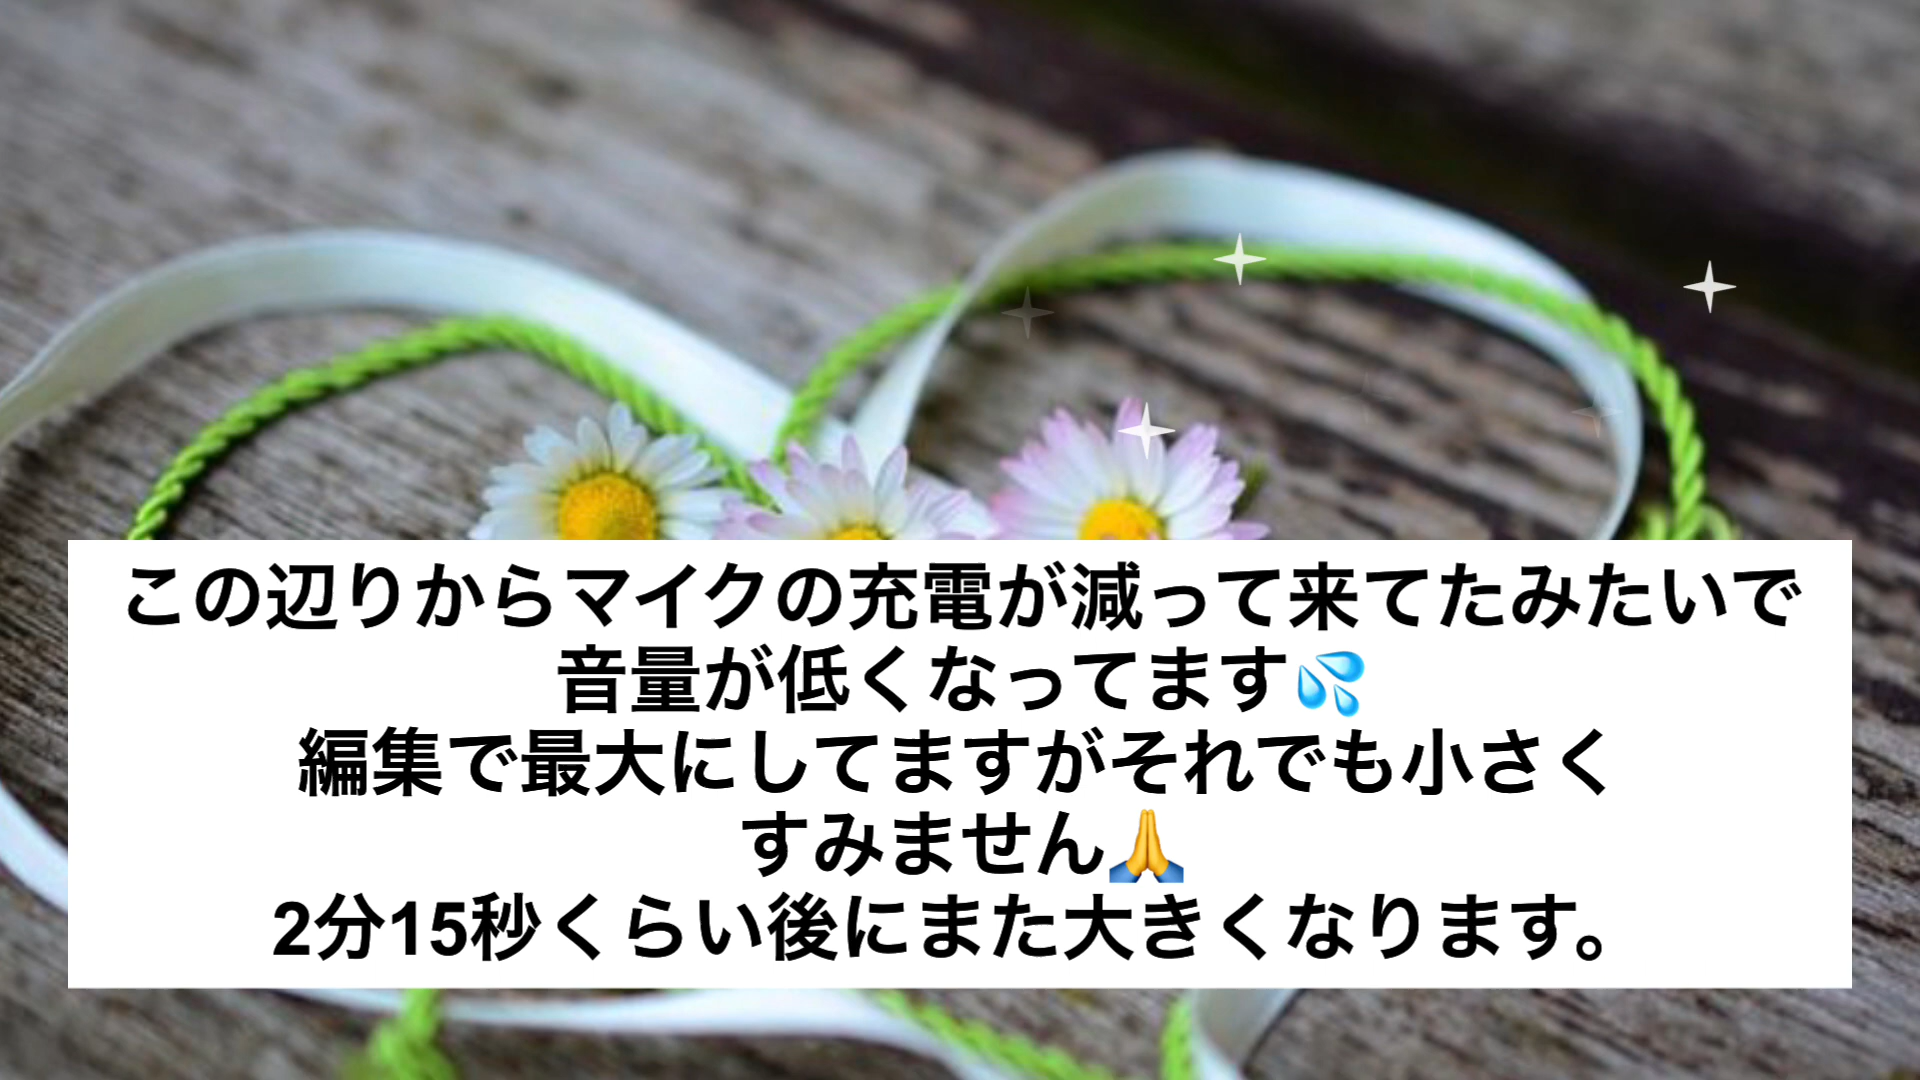 この辺りからマイクの充電が減って来てたみたいで
音量が低くなってます💦
編集で最大にしてますがそれでも小さく
すみません🙏
2分15秒くらい後にまた大きくなります。